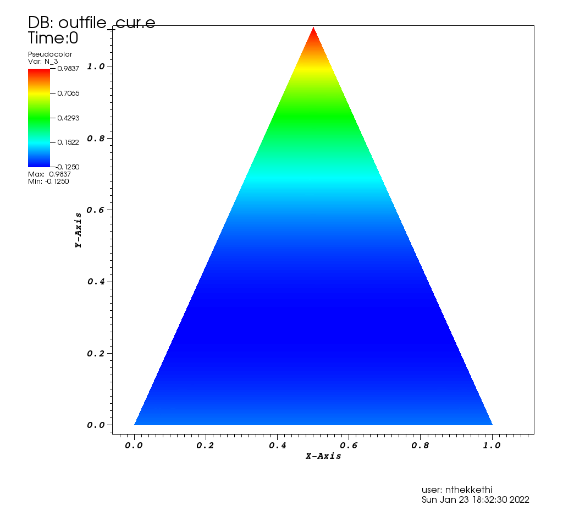 DB: outfile_cur.e
Time:0
Pseudocolor
Var: N_3
0.9837
0.7065
0.4293
0.1522
-0.1250
Max: 0.9837
Min: -0.1250
1.0
0.8
0.6
0.4
0.2
0.0
Y-Axis
0.0 0.2 0.4 0.6 0.8 1.0
X-Axis
user: nthekkethi
Sun Jan 23 18:32:30 2022